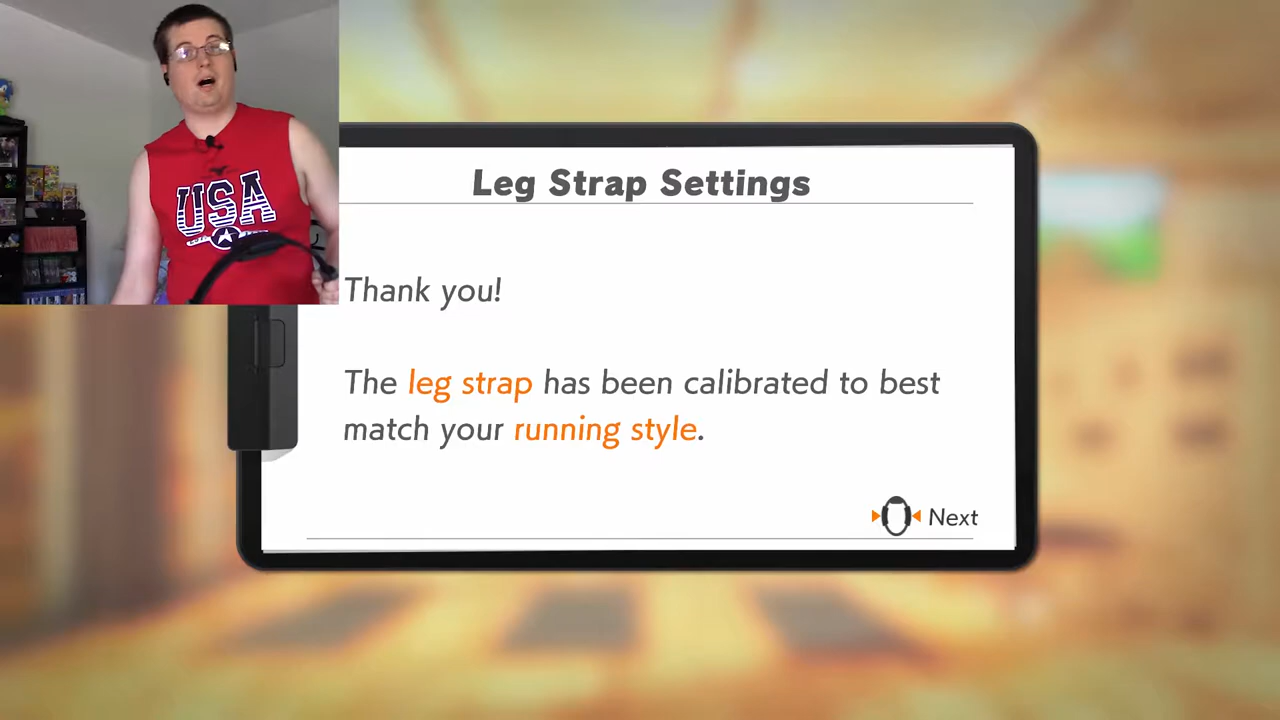 Leg Strap Settings
USA
Thank you!
The leg strap has been calibrated to best
match your running style.
Next